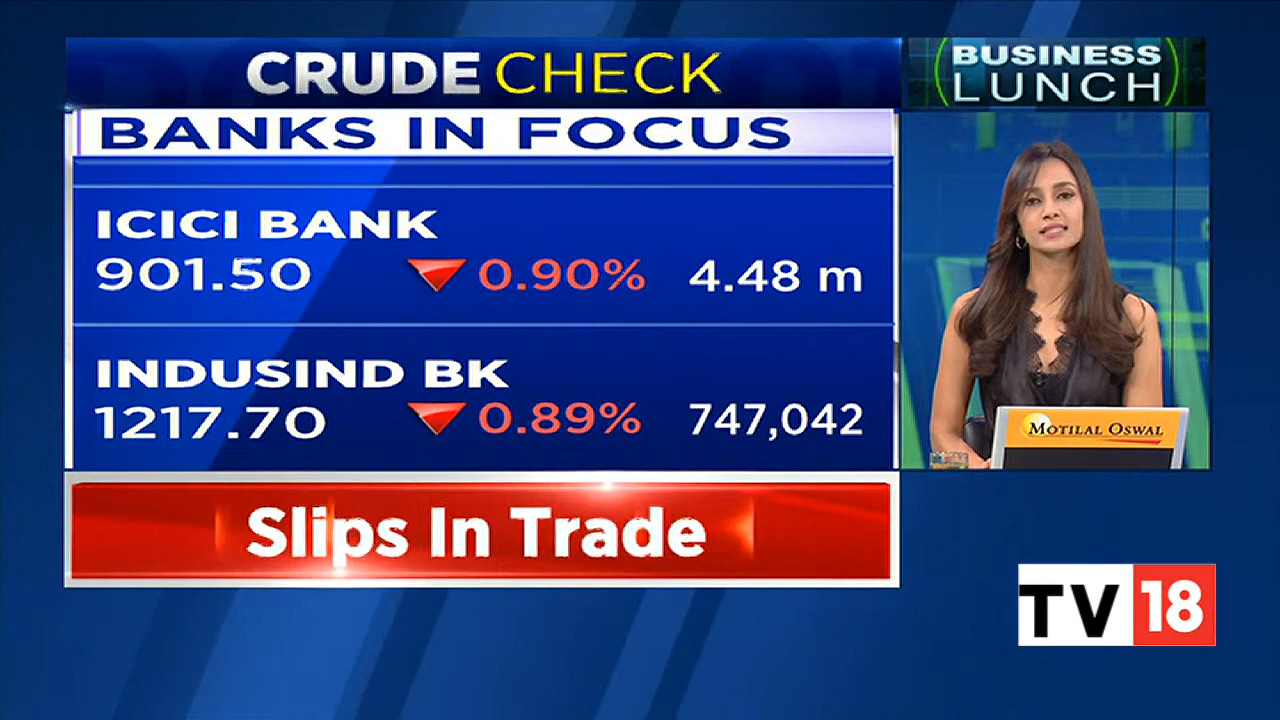 CRUDE CHECK
BUSINESS
LUNCH
BANKS IN FOCUS
ICICI BANK
901.50 0.90% 4.48 m
INDUSIND BK
1217.70 0.89% 747,042
MOTILAL OSWAL
Slips In Trade
TV18